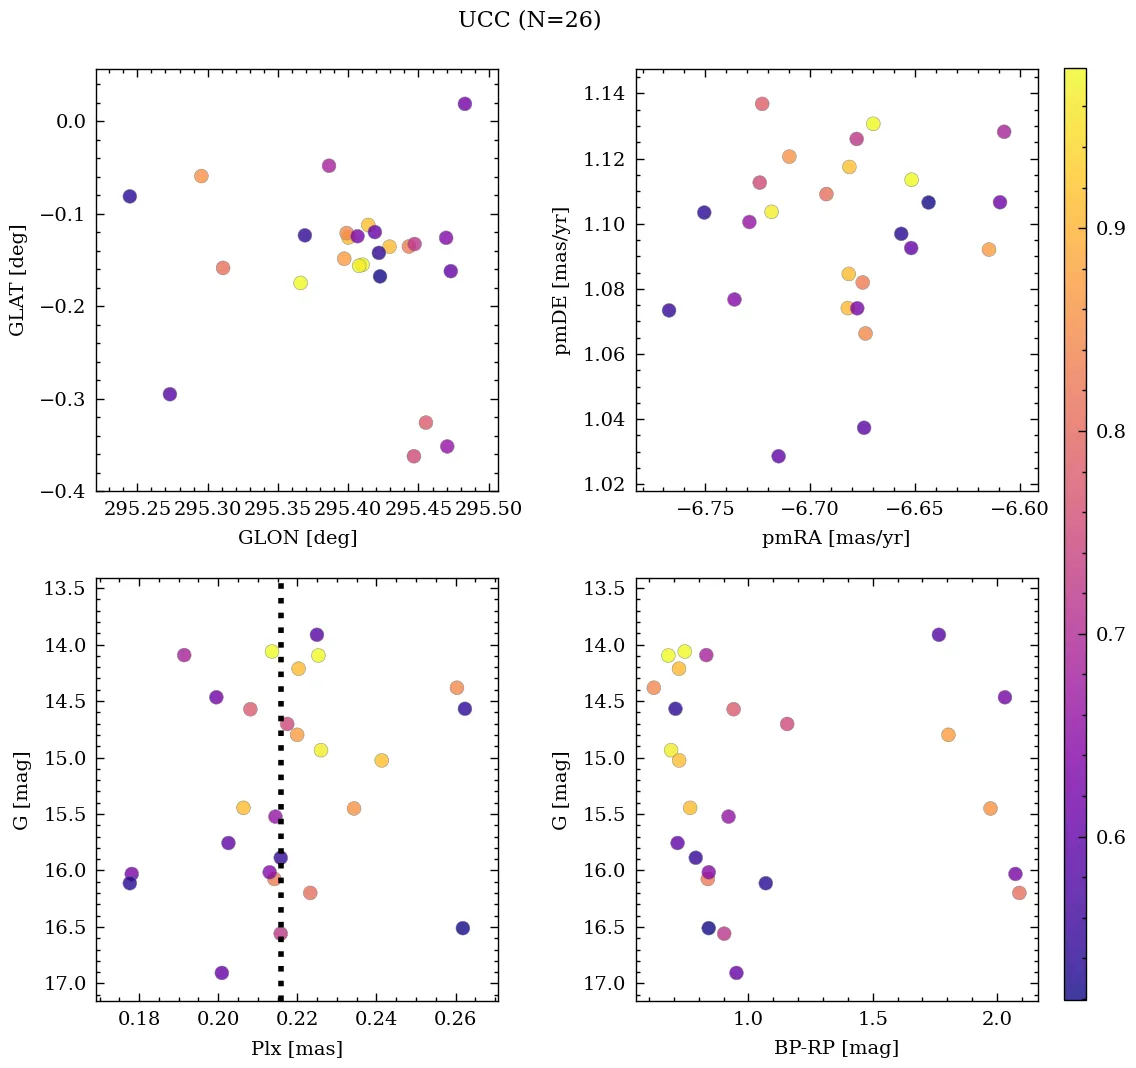 UCC (N=26)
0.0
−0.1
−0.2
−0.3
−0.4
GLAT [deg]
295.25 295.30 295.35 295.40 295.45 295.50
GLON [deg]
1.14
1.12
1.10
1.08
1.06
1.04
1.02
pmDE [mas/yr]
−6.75 −6.70 −6.65 −6.60
pmRA [mas/yr]
13.5
14.0
14.5
15.0
15.5
16.0
16.5
17.0
G [mag]
0.18 0.20 0.22 0.24 0.26
Plx [mas]
13.5
14.0
14.5
15.0
15.5
16.0
16.5
17.0
G [mag]
1.0 1.5 2.0
BP-RP [mag]
0.9
0.8
0.7
0.6